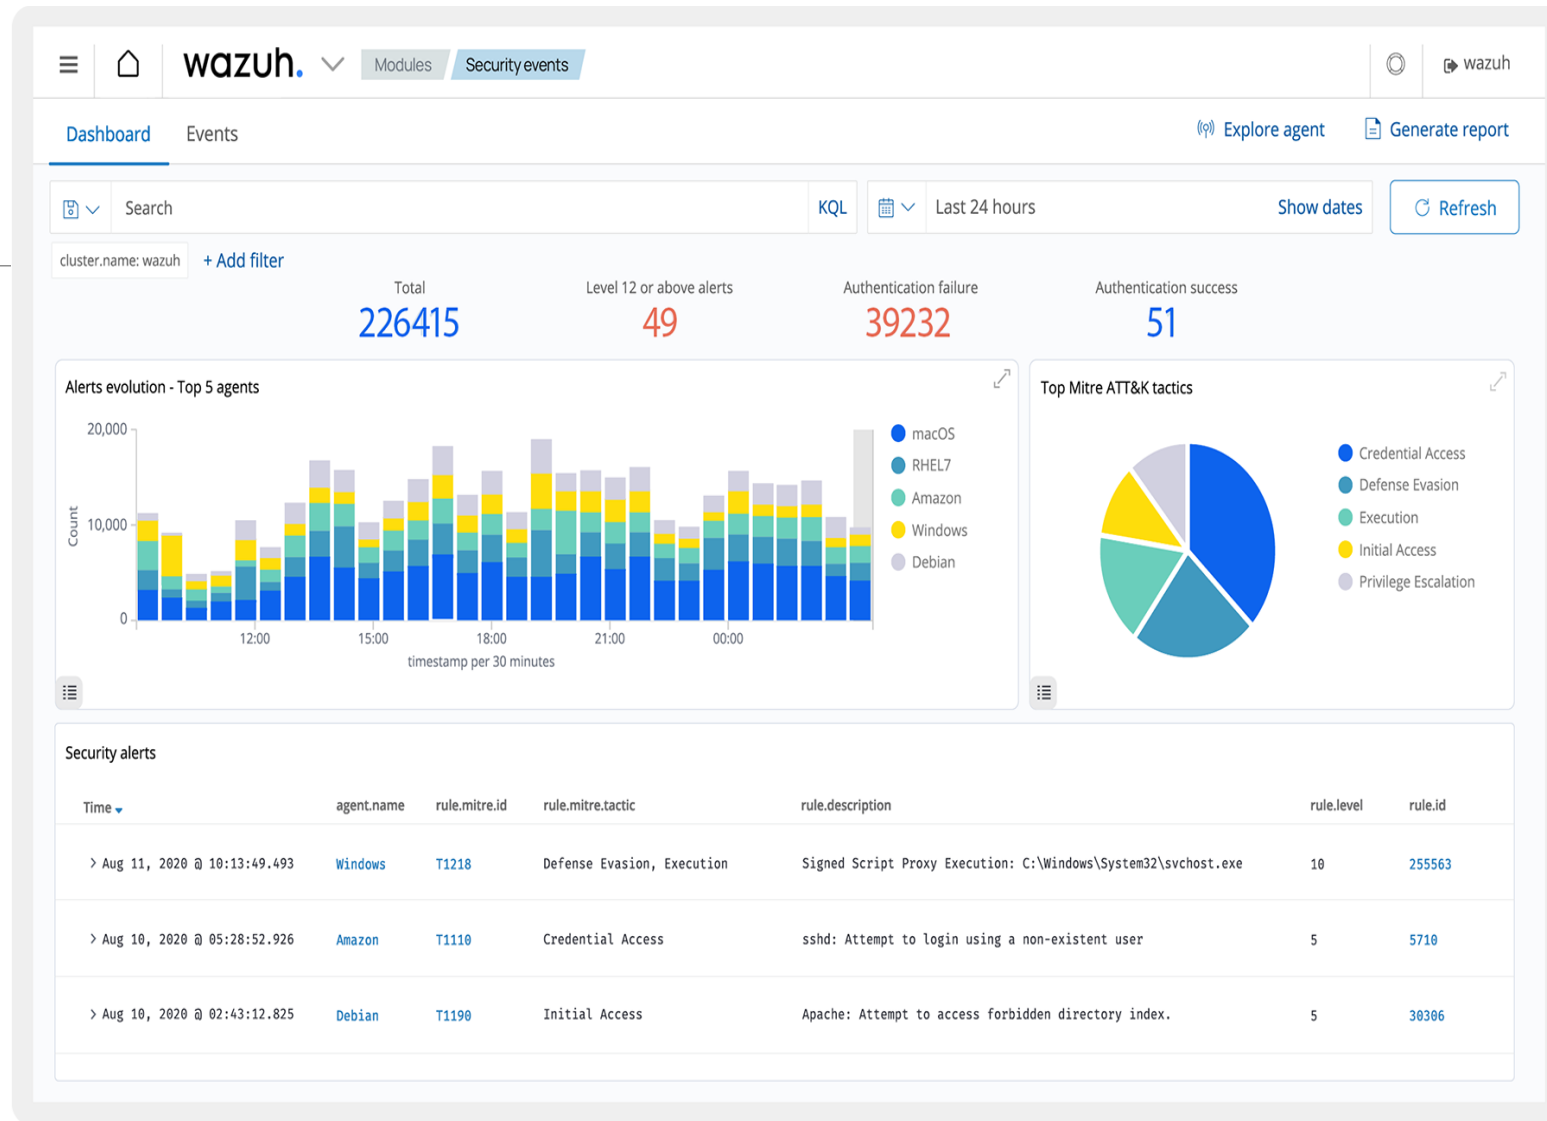 wazuh. Modules Security events wazuh
Dashboard Events Explore agent Generate report
Search KQL Last 24 hours Show dates Refresh
cluster.name: wazuh + Add filter
Total Level 12 or above alerts Authentication failure Authentication success
226415 49 39232 51
Alerts evolution - Top 5 agents
20,000
10,000
0
Count
12:00 15:00 18:00 21:00 00:00
timestamp per 30 minutes
macOS
RHEL7
Amazon
Windows
Debian
Top Mitre ATT&K tactics
Credential Access
Defense Evasion
Execution
Initial Access
Privilege Escalation
Security alerts
Time agent.name rule.mitre.id rule.mitre.tactic rule.description rule.level rule.id
> Aug 11, 2020 @ 10:13:49.493 Windows T1218 Defense Evasion, Execution Signed Script Proxy Execution: C:\Windows\System32\svchost.exe 10 255563
> Aug 10, 2020 @ 05:28:52.926 Amazon T1110 Credential Access sshd: Attempt to login using a non-existent user 5 5710
> Aug 10, 2020 @ 02:43:12.825 Debian T1190 Initial Access Apache: Attempt to access forbidden directory index. 5 30306